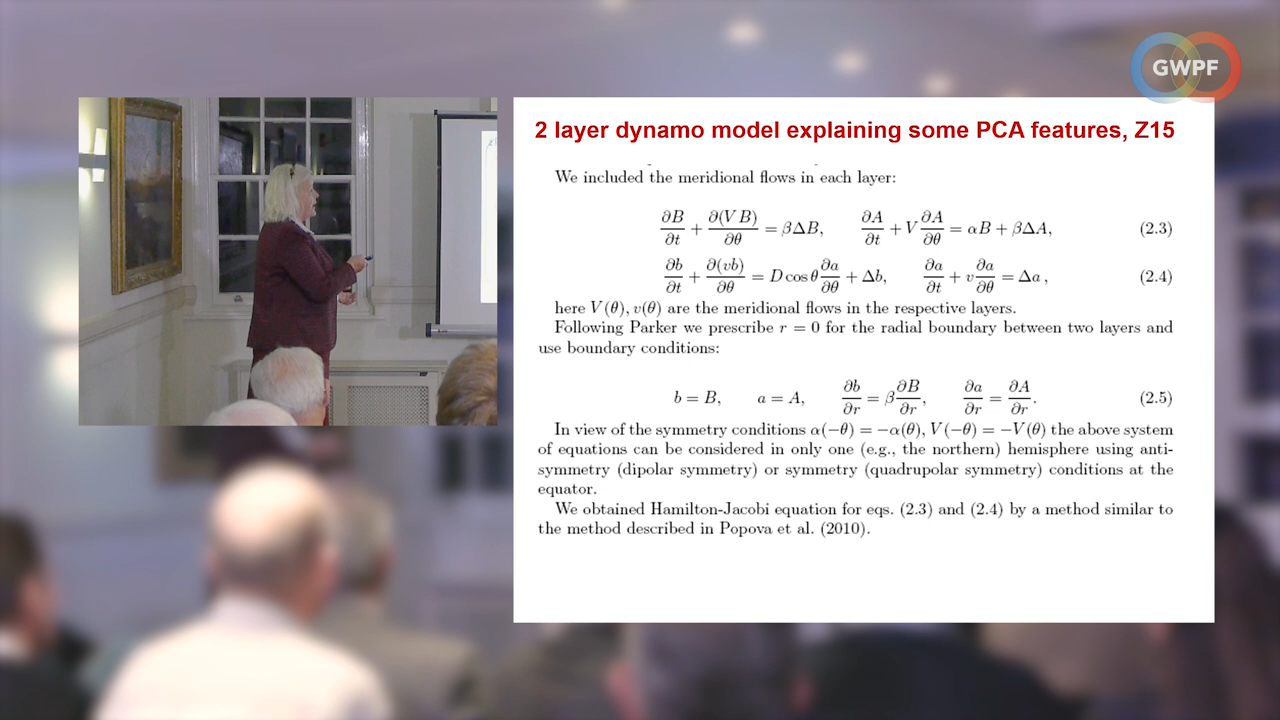 GWPF
2 layer dynamo model explaining some PCA features, Z15
We included the meridional flows in each layer:
∂B/∂t + ∂(VB)/∂θ = βΔB, ∂A/∂t + V ∂A/∂θ = αB + βΔA, (2.3)
∂b/∂t + ∂(vb)/∂θ = D cos θ ∂a/∂θ + Δb, ∂a/∂t + v ∂a/∂θ = Δa, (2.4)
here V(θ), v(θ) are the meridional flows in the respective layers.
Following Parker we prescribe r = 0 for the radial boundary between two layers and
use boundary conditions:
b = B, a = A, ∂b/∂r = β ∂B/∂r, ∂a/∂r = ∂A/∂r. (2.5)
In view of the symmetry conditions α(−θ) = −α(θ), V(−θ) = −V(θ) the above system
of equations can be considered in only one (e.g., the northern) hemisphere using anti-
symmetry (dipolar symmetry) or symmetry (quadrupolar symmetry) conditions at the
equator.
We obtained Hamilton-Jacobi equation for eqs. (2.3) and (2.4) by a method similar to
the method described in Popova et al. (2010).